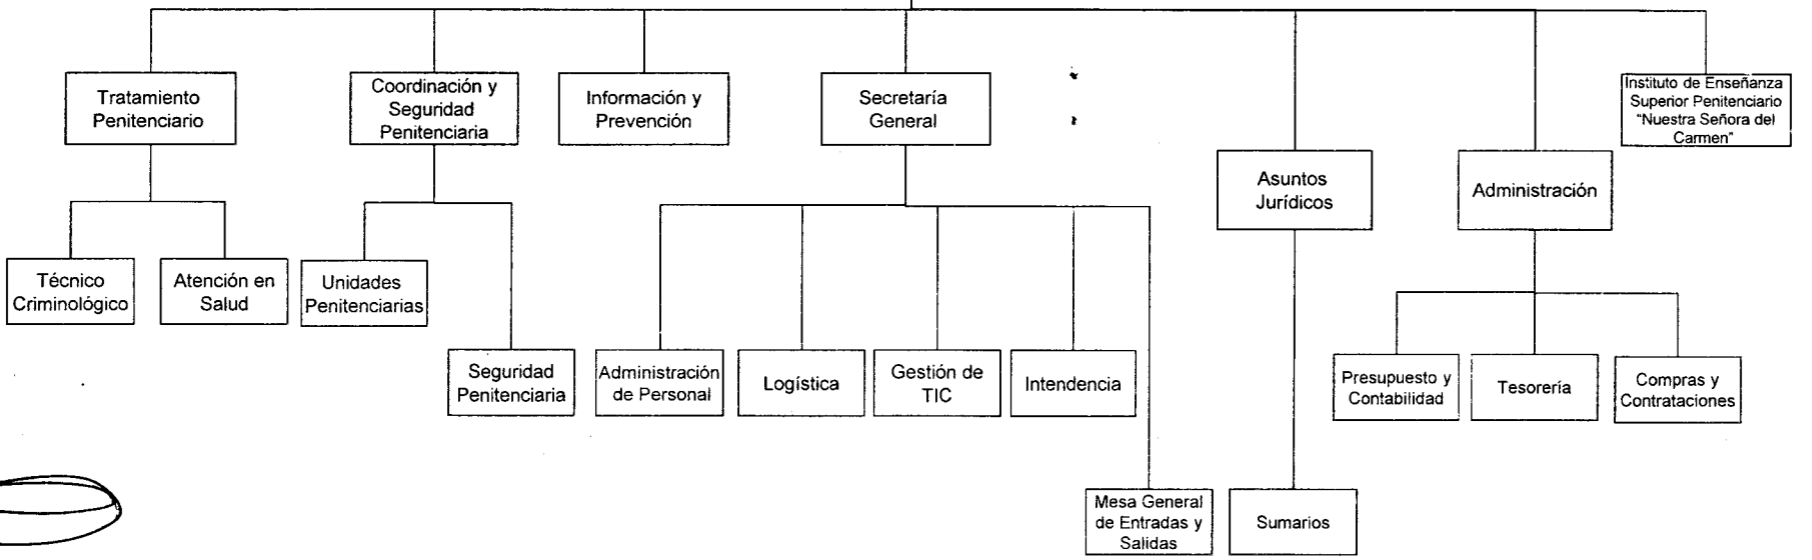 Tratamiento
Penitenciario
Coordinación y
Seguridad
Penitenciaria
Información y
Prevención
Secretaría
General
Instituto de Enseñanza
Superior Penitenciario
“Nuestra Señora del
Carmen”
Asuntos
Jurídicos
Administración
Técnico
Criminológico
Atención en
Salud
Unidades
Penitenciarias
Seguridad
Penitenciaria
Administración
de Personal
Logística
Gestión de
TIC
Intendencia
Presupuesto y
Contabilidad
Tesorería
Compras y
Contrataciones
Mesa General
de Entradas y
Salidas
Sumarios